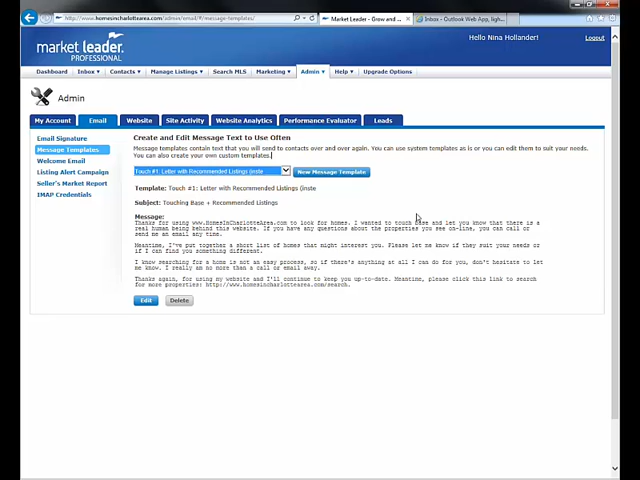 http://www.homesincharlottearea.com/admin/email/#/message-templates/
Market Leader - Grow and ...
Inbox - Outlook Web App, ligh...
market leader.
PROFESSIONAL
Hello Nina Hollander!
Logout
Dashboard Inbox Contacts Manage Listings Search MLS Marketing Admin Help Upgrade Options
Admin
My Account Email Website Site Activity Website Analytics Performance Evaluator Leads
Email Signature
Message Templates
Welcome Email
Listing Alert Campaign
Seller's Market Report
IMAP Credentials
Create and Edit Message Text to Use Often
Message templates contain text that you will send to contacts over and over again. You can use system templates as is or you can edit them to suit your needs.
You can also create your own custom templates.
Touch #1: Letter with Recommended Listings (inste
New Message Template
Template: Touch #1: Letter with Recommended Listings (inste
Subject: Touching Base + Recommended Listings
Message:
Thanks for using www.HomesInCharlotteArea.com to look for homes. I wanted to touch base and let you know that there is a
real human being behind this website. If you have any questions about the properties you see on-line, you can call or
send me an email any time.
Meantime, I've put together a short list of homes that might interest you. Please let me know if they suit your needs or
if I can find you something different.
I know searching for a home is not an easy process, so if there's anything at all I can do for you, don't hesitate to let
me know. I really am no more than a call or email away.
Thanks again, for using my website and I'll continue to keep you up-to-date. Meantime, please click this link to search
for more properties: http://www.homesincharlottearea.com/search.
Edit
Delete